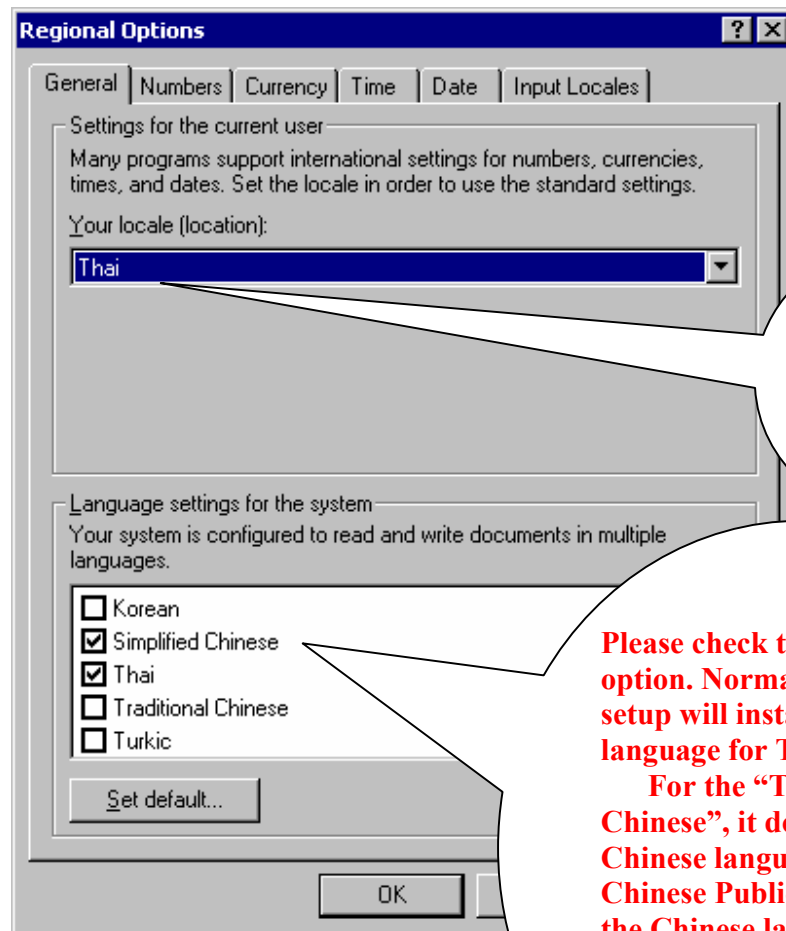 Regional Options
General Numbers Currency Time Date Input Locales
Settings for the current user
Many programs support international settings for numbers, currencies,
times, and dates. Set the locale in order to use the standard settings.
Your locale (location):
Thai
Language settings for the system
Your system is configured to read and write documents in multiple
languages.
Korean
Simplified Chinese
Thai
Traditional Chinese
Turkic
Set default...
OK
Please check t
option. Norma
setup will inst
language for T
For the “T
Chinese”, it d
Chinese langu
Chinese Publi
the Chinese la